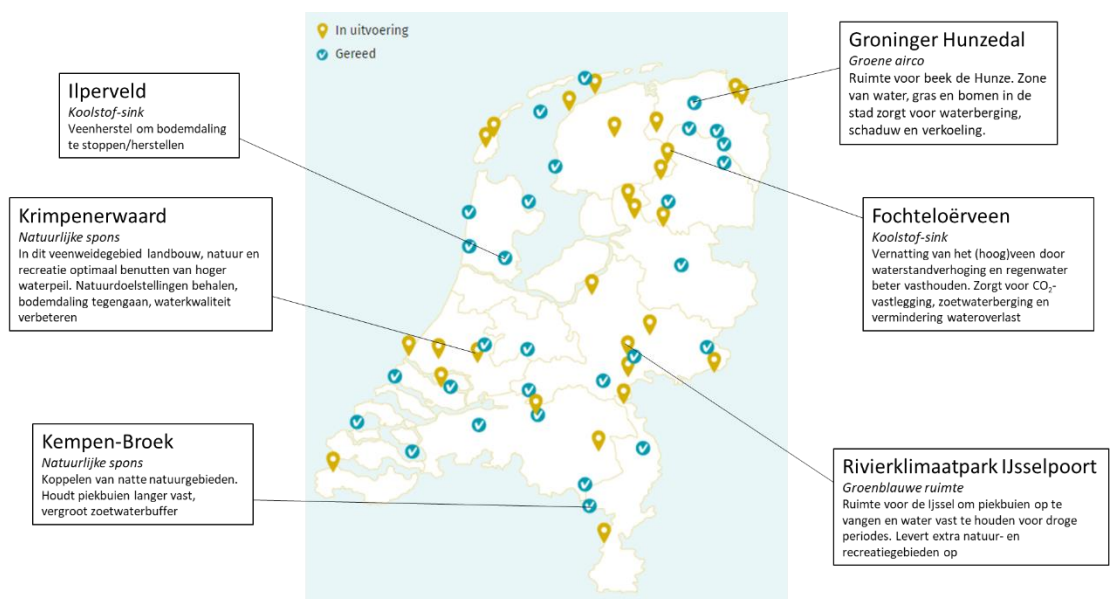 In uitvoering
Gereed
Ilperveld
Koolstof-sink
Veenherstel om bodemdaling
te stoppen/herstellen
Krimpenerwaard
Natuurlijke spons
In dit veenweidegebied landbouw, natuur en
recreatie optimaal benutten van hoger
waterpeil. Natuurdoelstellingen behalen,
bodemdaling tegengaan, waterkwaliteit
verbeteren
Kempen-Broek
Natuurlijke spons
Koppelen van natte natuurgebieden.
Houdt piekbuien langer vast,
vergroot zoetwaterbuffer
Groninger Hunzedal
Groene airco
Ruimte voor beek de Hunze. Zone
van water, gras en bomen in de
stad zorgt voor waterberging,
schaduw en verkoeling.
Fochteloërveen
Koolstof-sink
Vernatting van het (hoog)veen door
waterstandverhoging en regenwater
beter vasthouden. Zorgt voor CO₂-
vastlegging, zoetwaterberging en
vermindering wateroverlast
Rivierklimaatpark IJsselpoort
Groenblauwe ruimte
Ruimte voor de Ijssel om piekbuien op te
vangen en water vast te houden voor droge
periodes. Levert extra natuur- en
recreatiegebieden op